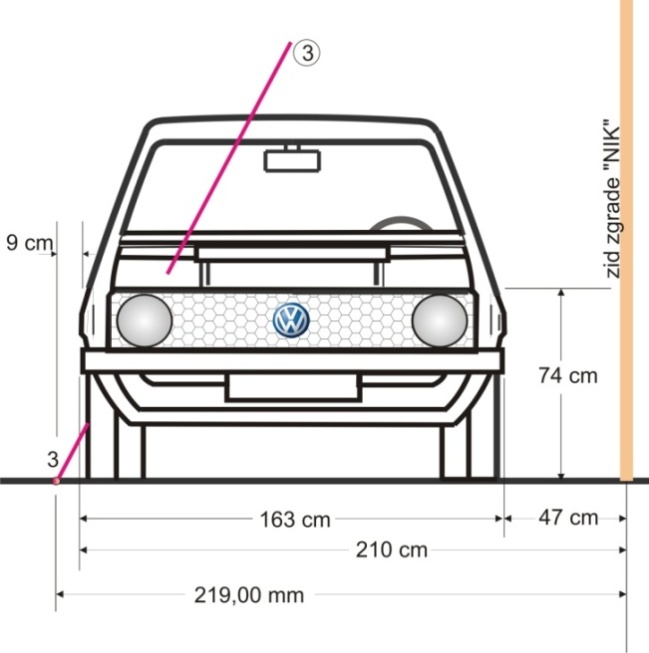 3
zid zgrade "NIK"
9 cm
74 cm
3
163 cm
47 cm
210 cm
219,00 mm